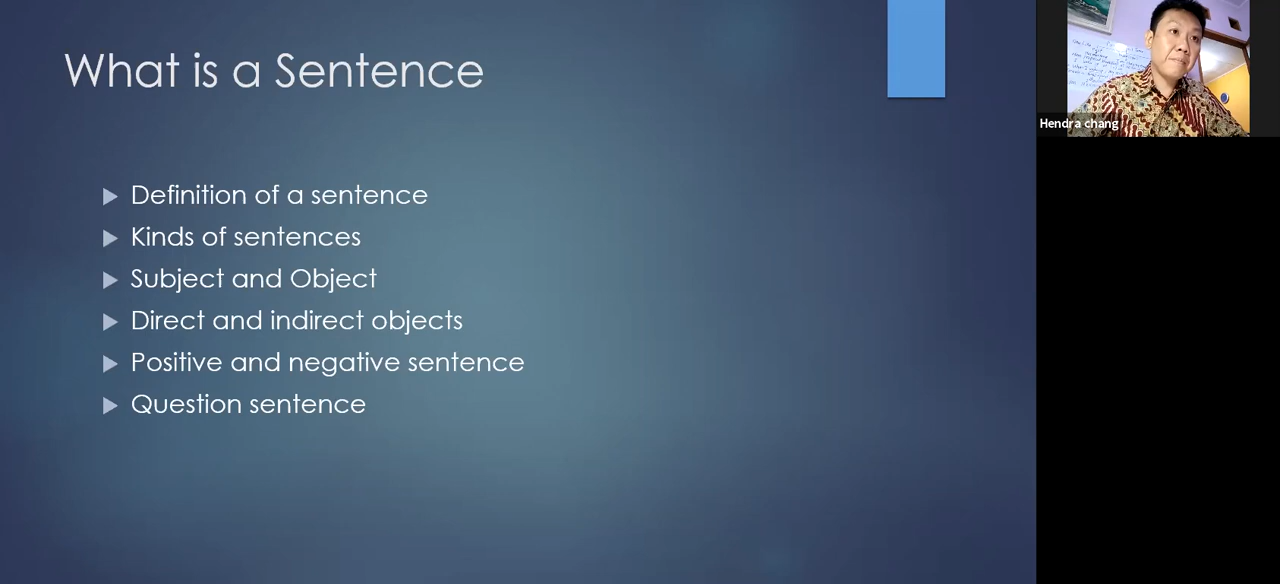 What is a Sentence
Definition of a sentence
Kinds of sentences
Subject and Object
Direct and indirect objects
Positive and negative sentence
Question sentence
Hendra chang